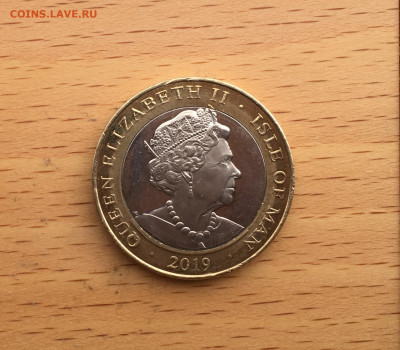 COINS.LAVE.RU
QUEEN ELIZABETH II · ISLE OF MAN ·
2019 ·